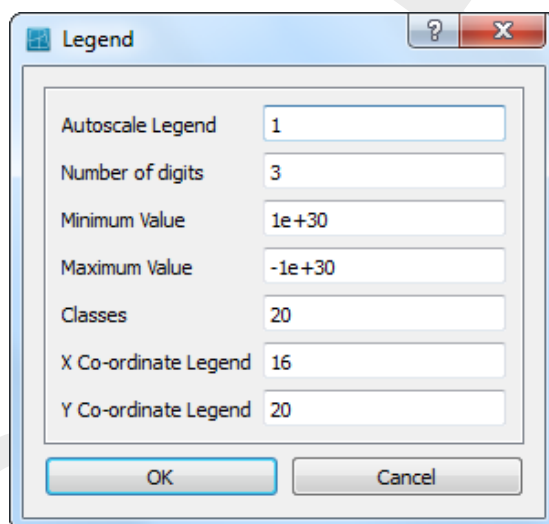 Legend
Autoscale Legend 1
Number of digits 3
Minimum Value 1e+30
Maximum Value -1e+30
Classes 20
X Co-ordinate Legend 16
Y Co-ordinate Legend 20
OK Cancel